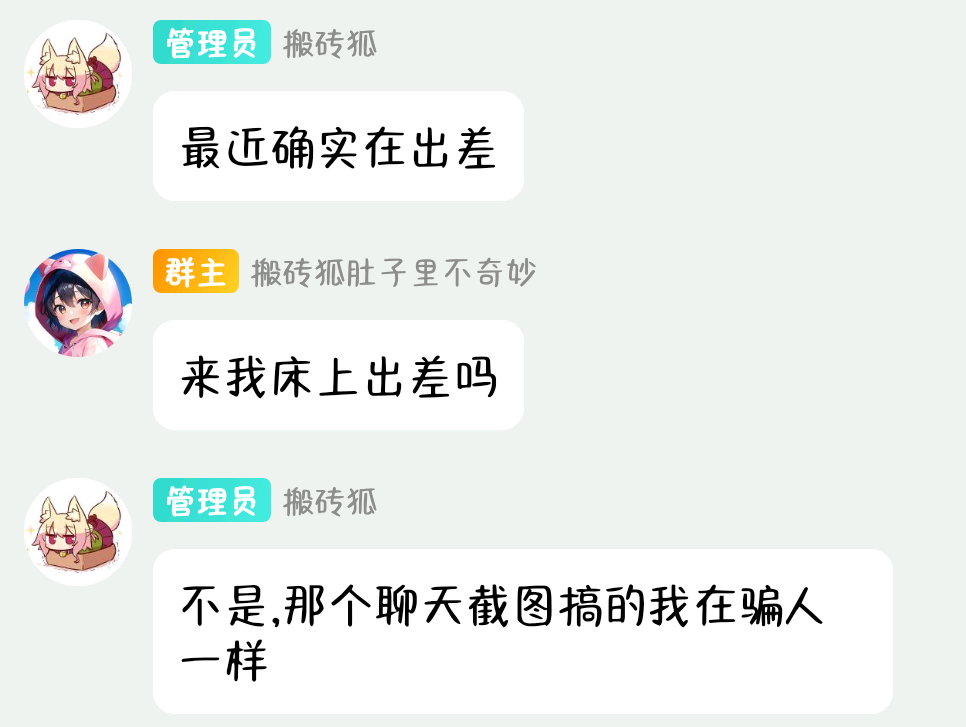 管理员 搬砖狐
最近确实在出差
群主 搬砖狐肚子里不奇妙
来我床上出差吗
管理员 搬砖狐
不是,那个聊天截图搞的我在骗人
一样